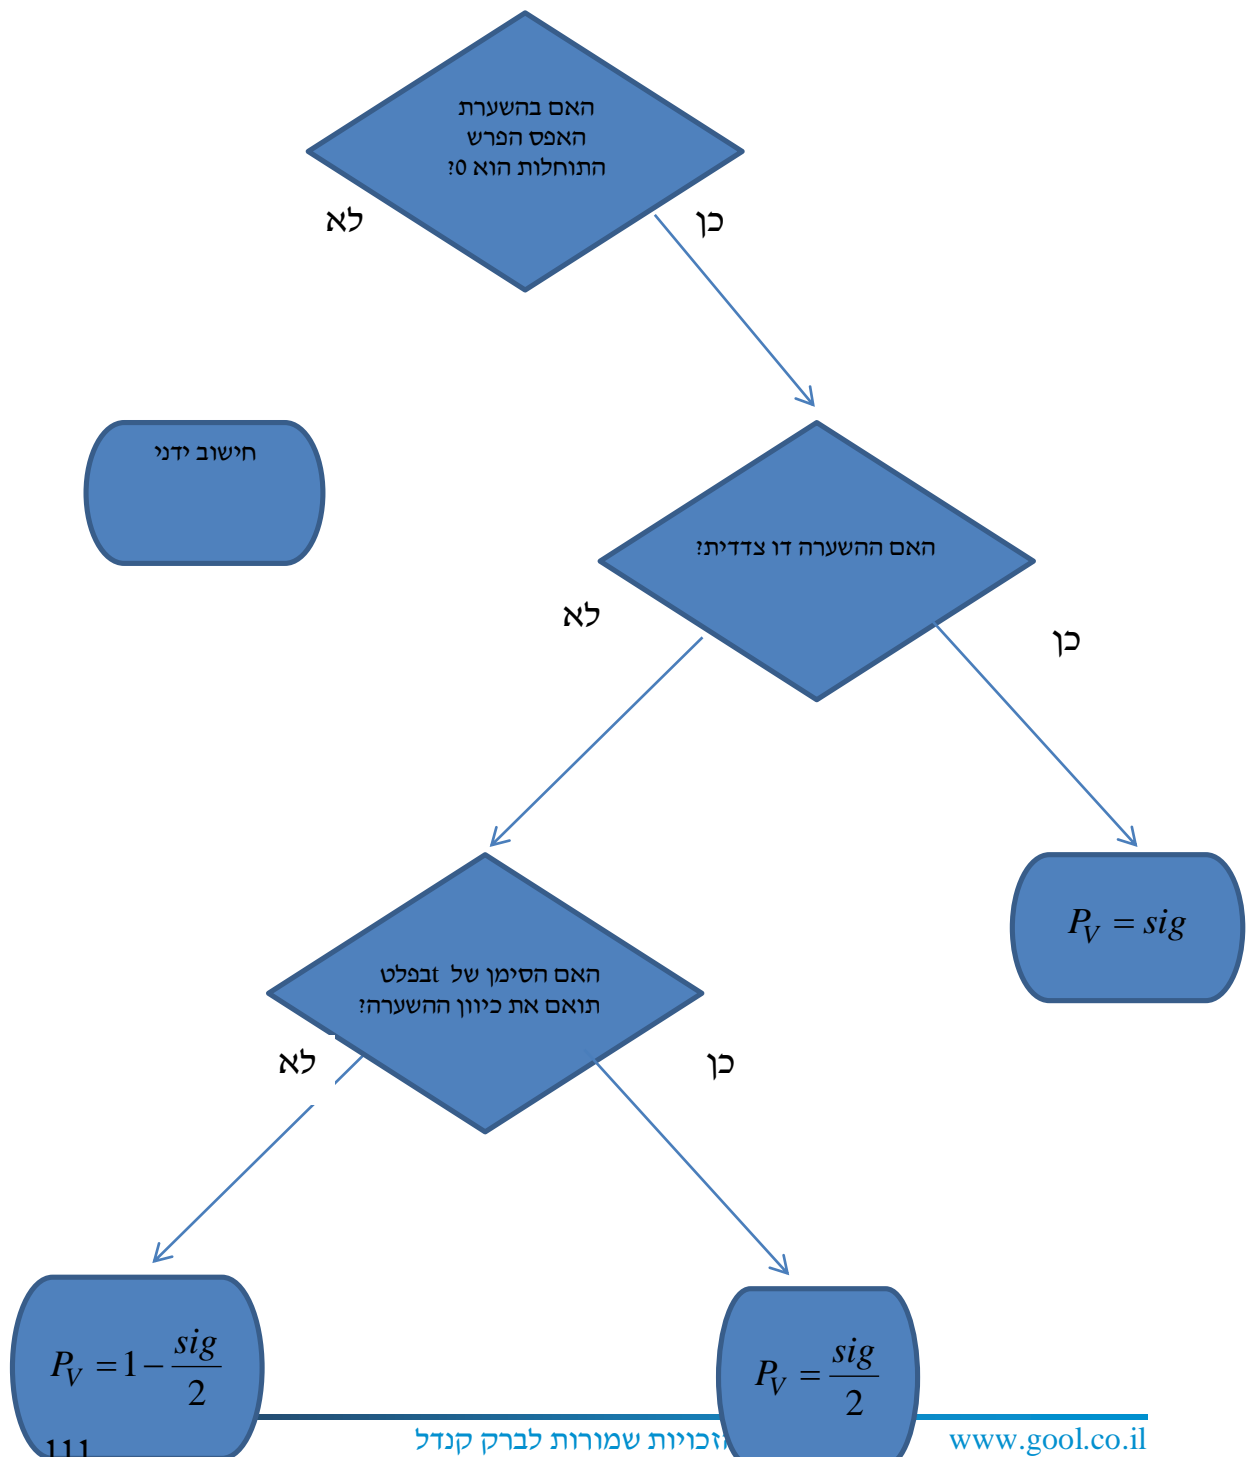 האם בהשערת
האפס הפרש
התוחלות הוא 0?
לא
כן
חישוב ידני
האם ההשערה דו צדדית?
לא
כן
P_V = sig
האם הסימן של tבפלט
תואם את כיוון ההשערה?
לא
כן
P_V = 1 - sig/2
P_V = sig/2
111
הזכויות שמורות לברק קנדל
www.gool.co.il